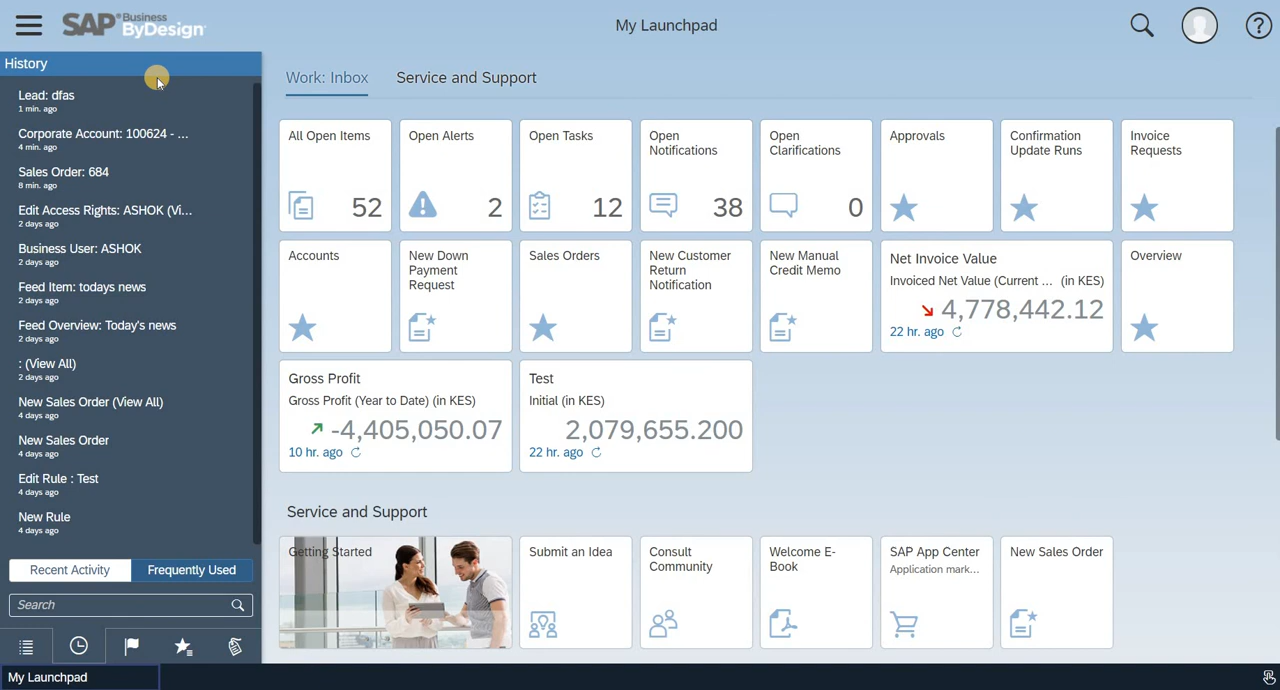 SAP Business ByDesign
My Launchpad
?
History
Lead: dfas
1 min. ago
Corporate Account: 100624 - ...
4 min. ago
Sales Order: 684
8 min. ago
Edit Access Rights: ASHOK (Vi...
2 days ago
Business User: ASHOK
2 days ago
Feed Item: todays news
2 days ago
Feed Overview: Today's news
2 days ago
: (View All)
2 days ago
New Sales Order (View All)
4 days ago
New Sales Order
4 days ago
Edit Rule : Test
4 days ago
New Rule
4 days ago
Recent Activity
Frequently Used
Search
Work: Inbox
Service and Support
All Open Items
52
Open Alerts
2
Open Tasks
12
Open
Notifications
38
Open
Clarifications
0
Approvals
Confirmation
Update Runs
Invoice
Requests
Accounts
New Down
Payment
Request
Sales Orders
New Customer
Return
Notification
New Manual
Credit Memo
Net Invoice Value
Invoiced Net Value (Current ... (in KES)
4,778,442.12
22 hr. ago
Overview
Gross Profit
Gross Profit (Year to Date) (in KES)
-4,405,050.07
10 hr. ago
Test
Initial (in KES)
2,079,655.200
22 hr. ago
Service and Support
Getting Started
Submit an Idea
Consult
Community
Welcome E-
Book
SAP App Center
Application mark...
New Sales Order
My Launchpad